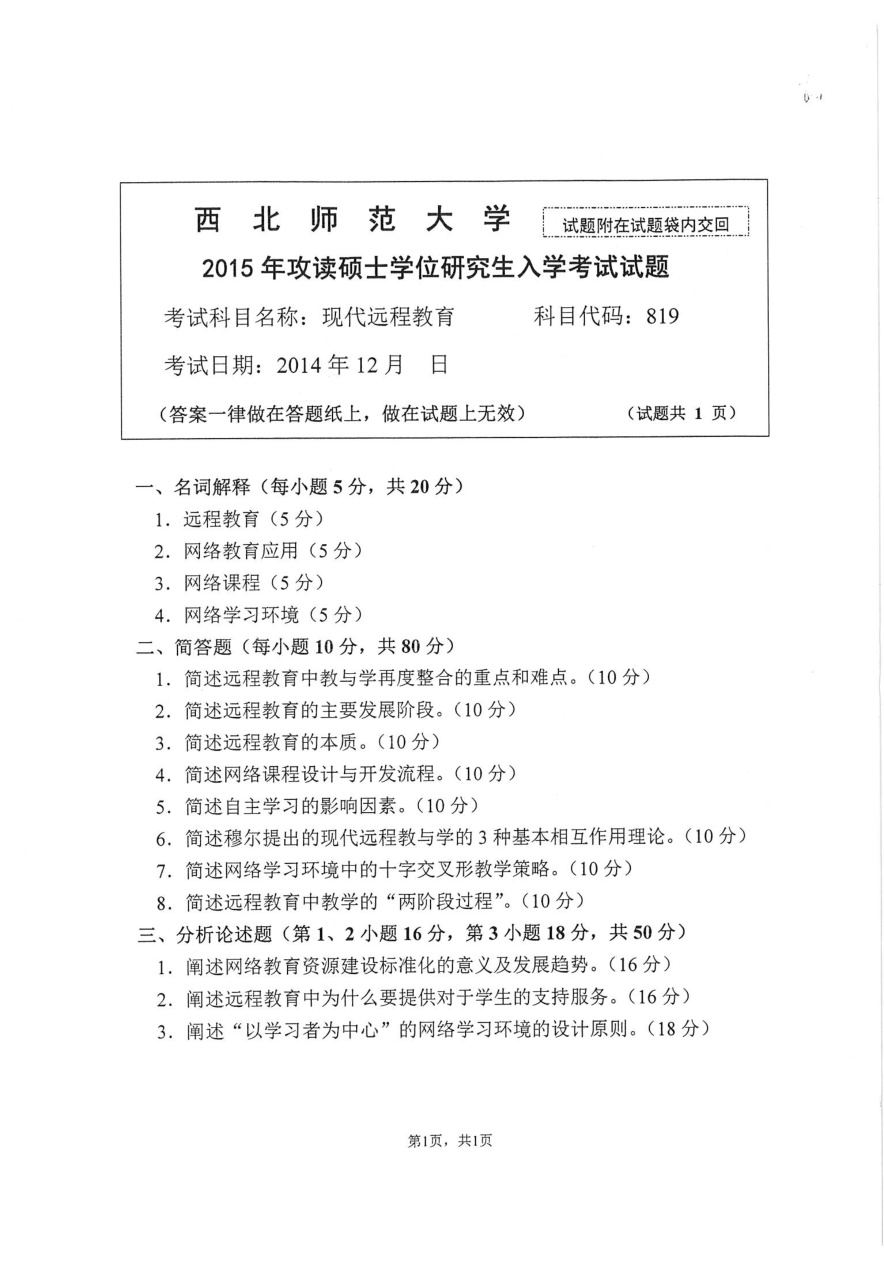 西北师范大学 试题附在试题袋内交回
2015 年攻读硕士学位研究生入学考试试题
考试科目名称：现代远程教育 科目代码：819
考试日期：2014 年 12 月 日
（答案一律做在答题纸上，做在试题上无效） （试题共 1 页）
一、名词解释（每小题 5 分，共 20 分）
1．远程教育（5 分）
2．网络教育应用（5 分）
3．网络课程（5 分）
4．网络学习环境（5 分）
二、简答题（每小题 10 分，共 80 分）
1．简述远程教育中教与学再度整合的重点和难点。（10 分）
2．简述远程教育的主要发展阶段。（10 分）
3．简述远程教育的本质。（10 分）
4．简述网络课程设计与开发流程。（10 分）
5．简述自主学习的影响因素。（10 分）
6．简述穆尔提出的现代远程教与学的 3 种基本相互作用理论。（10 分）
7．简述网络学习环境中的十字交叉形教学策略。（10 分）
8．简述远程教育中教学的“两阶段过程”。（10 分）
三、分析论述题（第 1、2 小题 16 分，第 3 小题 18 分，共 50 分）
1．阐述网络教育资源建设标准化的意义及发展趋势。（16 分）
2．阐述远程教育中为什么要提供对于学生的支持服务。（16 分）
3．阐述“以学习者为中心”的网络学习环境的设计原则。（18 分）
第1页，共1页